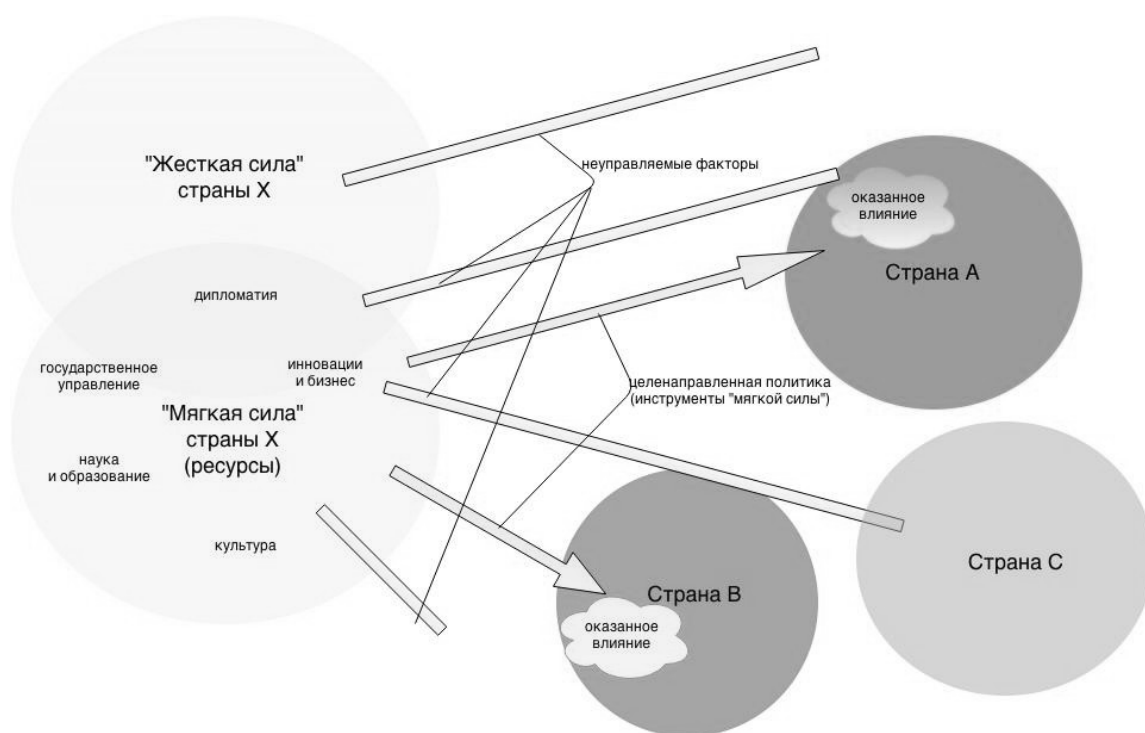 "Жесткая сила"
страны X
неуправляемые факторы
оказанное
влияние
Страна А
дипломатия
государственное
управление
инновации
и бизнес
целенаправленная политика
(инструменты "мягкой силы")
"Мягкая сила"
страны X
(ресурсы)
наука
и образование
культура
Страна С
Страна В
оказанное
влияние